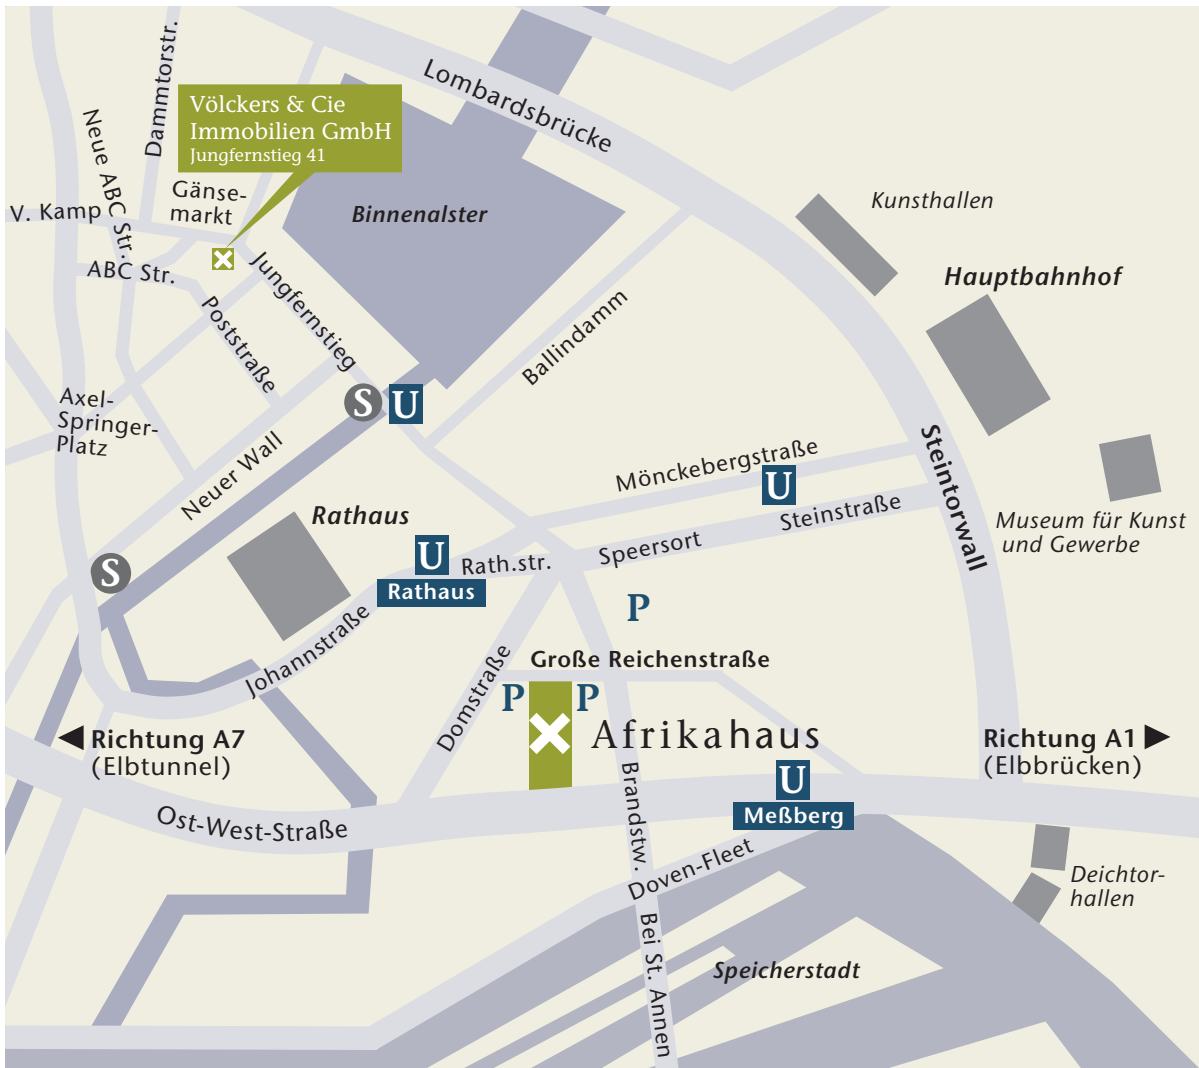 Lombardsbrücke
Dammtorstr.
Völckers & Cie
Immobilien GmbH
Jungfernstieg 41
Neue ABC Str.
Gänse-
markt
V. Kamp
Binnenalster
Kunsthallen
ABC Str.
Jungfernstieg
Hauptbahnhof
Poststraße
Ballindamm
Axel-
Springer-
Platz
S
U
Neuer Wall
Mönckebergstraße
U
Steintorwall
Steinstraße
Rathaus
Museum für Kunst
und Gewerbe
S
U
Rathaus
Rath.str.
Speersort
P
Johannstraße
Domstraße
Große Reichenstraße
P
P
Afrikahaus
Richtung A7
(Elbtunnel)
Richtung A1
(Elbbrücken)
Brandstw.
U
Meßberg
Ost-West-Straße
Doven-Fleet
Deichtor-
hallen
Bei St. Annen
Speicherstadt